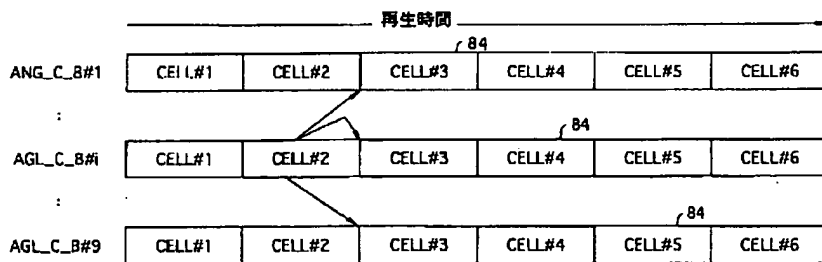 再生時間
84
ANG_C_B#1 CELL#1 CELL#2 CELL#3 CELL#4 CELL#5 CELL#6
:
84
AGL_C_B#i CELL#1 CELL#2 CELL#3 CELL#4 CELL#5 CELL#6
:
84
AGL_C_B#9 CELL#1 CELL#2 CELL#3 CELL#4 CELL#5 CELL#6